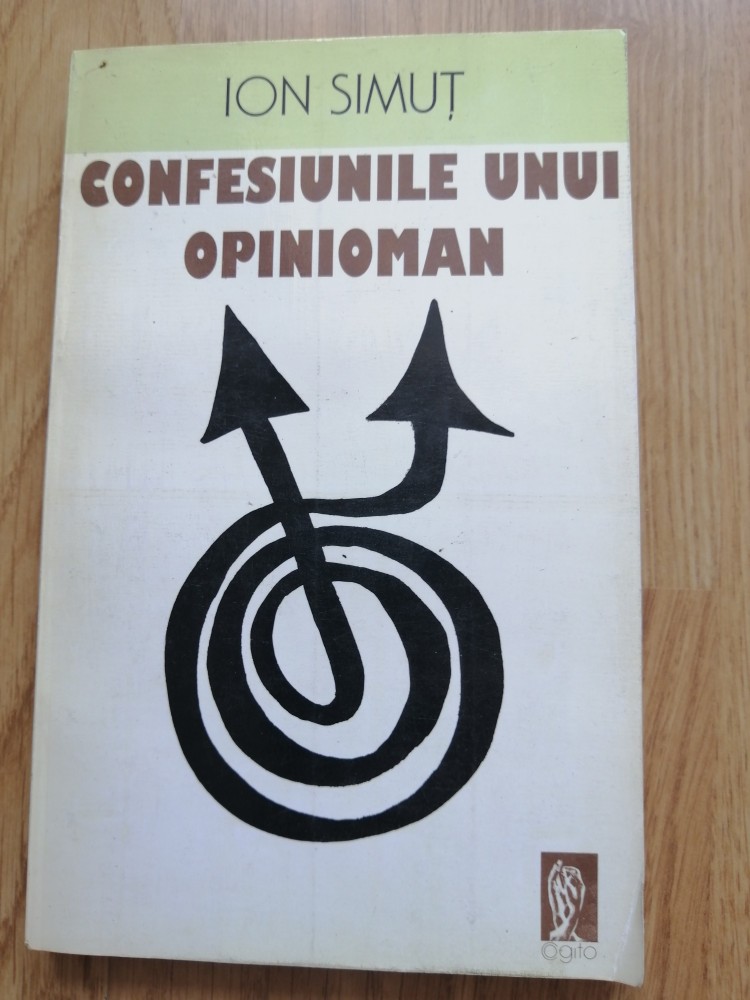 ION SIMUȚ
CONFESIUNILE UNUI
OPINIOMAN
Cogito